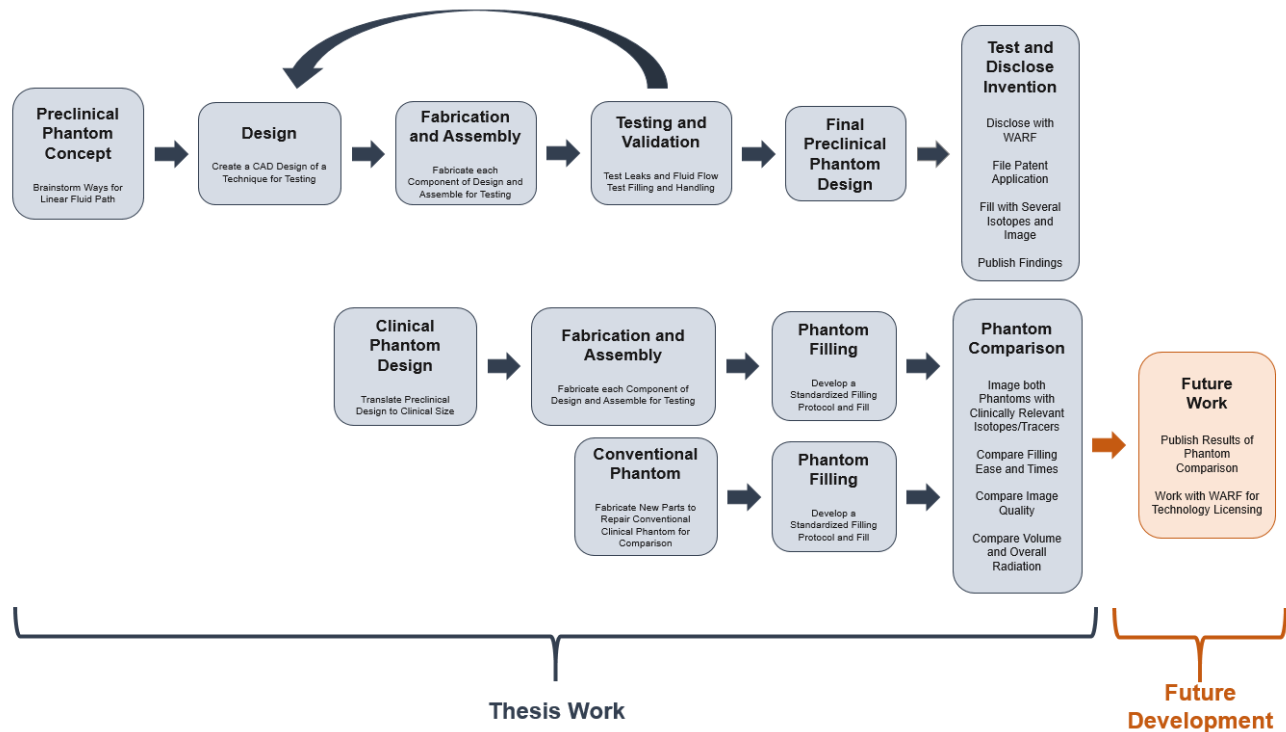 Preclinical
Phantom
Concept
Brainstorm Ways for
Linear Fluid Path
Design
Create a CAD Design of a
Technique for Testing
Fabrication
and Assembly
Fabricate each
Component of Design and
Assemble for Testing
Testing and
Validation
Test Leaks and Fluid Flow
Test Filling and Handling
Final
Preclinical
Phantom
Design
Test and
Disclose
Invention
Disclose with
WARF
File Patent
Application
Fill with Several
Isotopes and
Image
Publish Findings
Clinical
Phantom
Design
Translate Preclinical
Design to Clinical Size
Fabrication and
Assembly
Fabricate each Component of
Design and Assemble for Testing
Phantom
Filling
Develop a
Standardized Filling
Protocol and Fill
Conventional
Phantom
Fabricate New Parts to
Repair Conventional
Clinical Phantom for
Comparison
Phantom
Filling
Develop a
Standardized Filling
Protocol and Fill
Phantom
Comparison
Image both
Phantoms with
Clinically Relevant
Isotopes/Tracers
Compare Filling
Ease and Times
Compare Image
Quality
Compare Volume
and Overall
Radiation
Future
Work
Publish Results of
Phantom
Comparison
Work with WARF for
Technology Licensing
Thesis Work
Future
Development